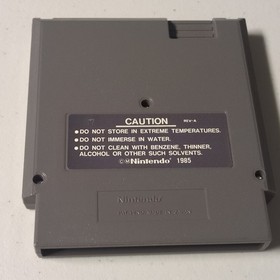 CAUTION
REV-A
•DO NOT STORE IN EXTREME TEMPERATURES.
•DO NOT IMMERSE IN WATER.
•DO NOT CLEAN WITH BENZENE, THINNER,
ALCOHOL OR OTHER SUCH SOLVENTS.
©Ⓜ Nintendo® 1985
Nintendo